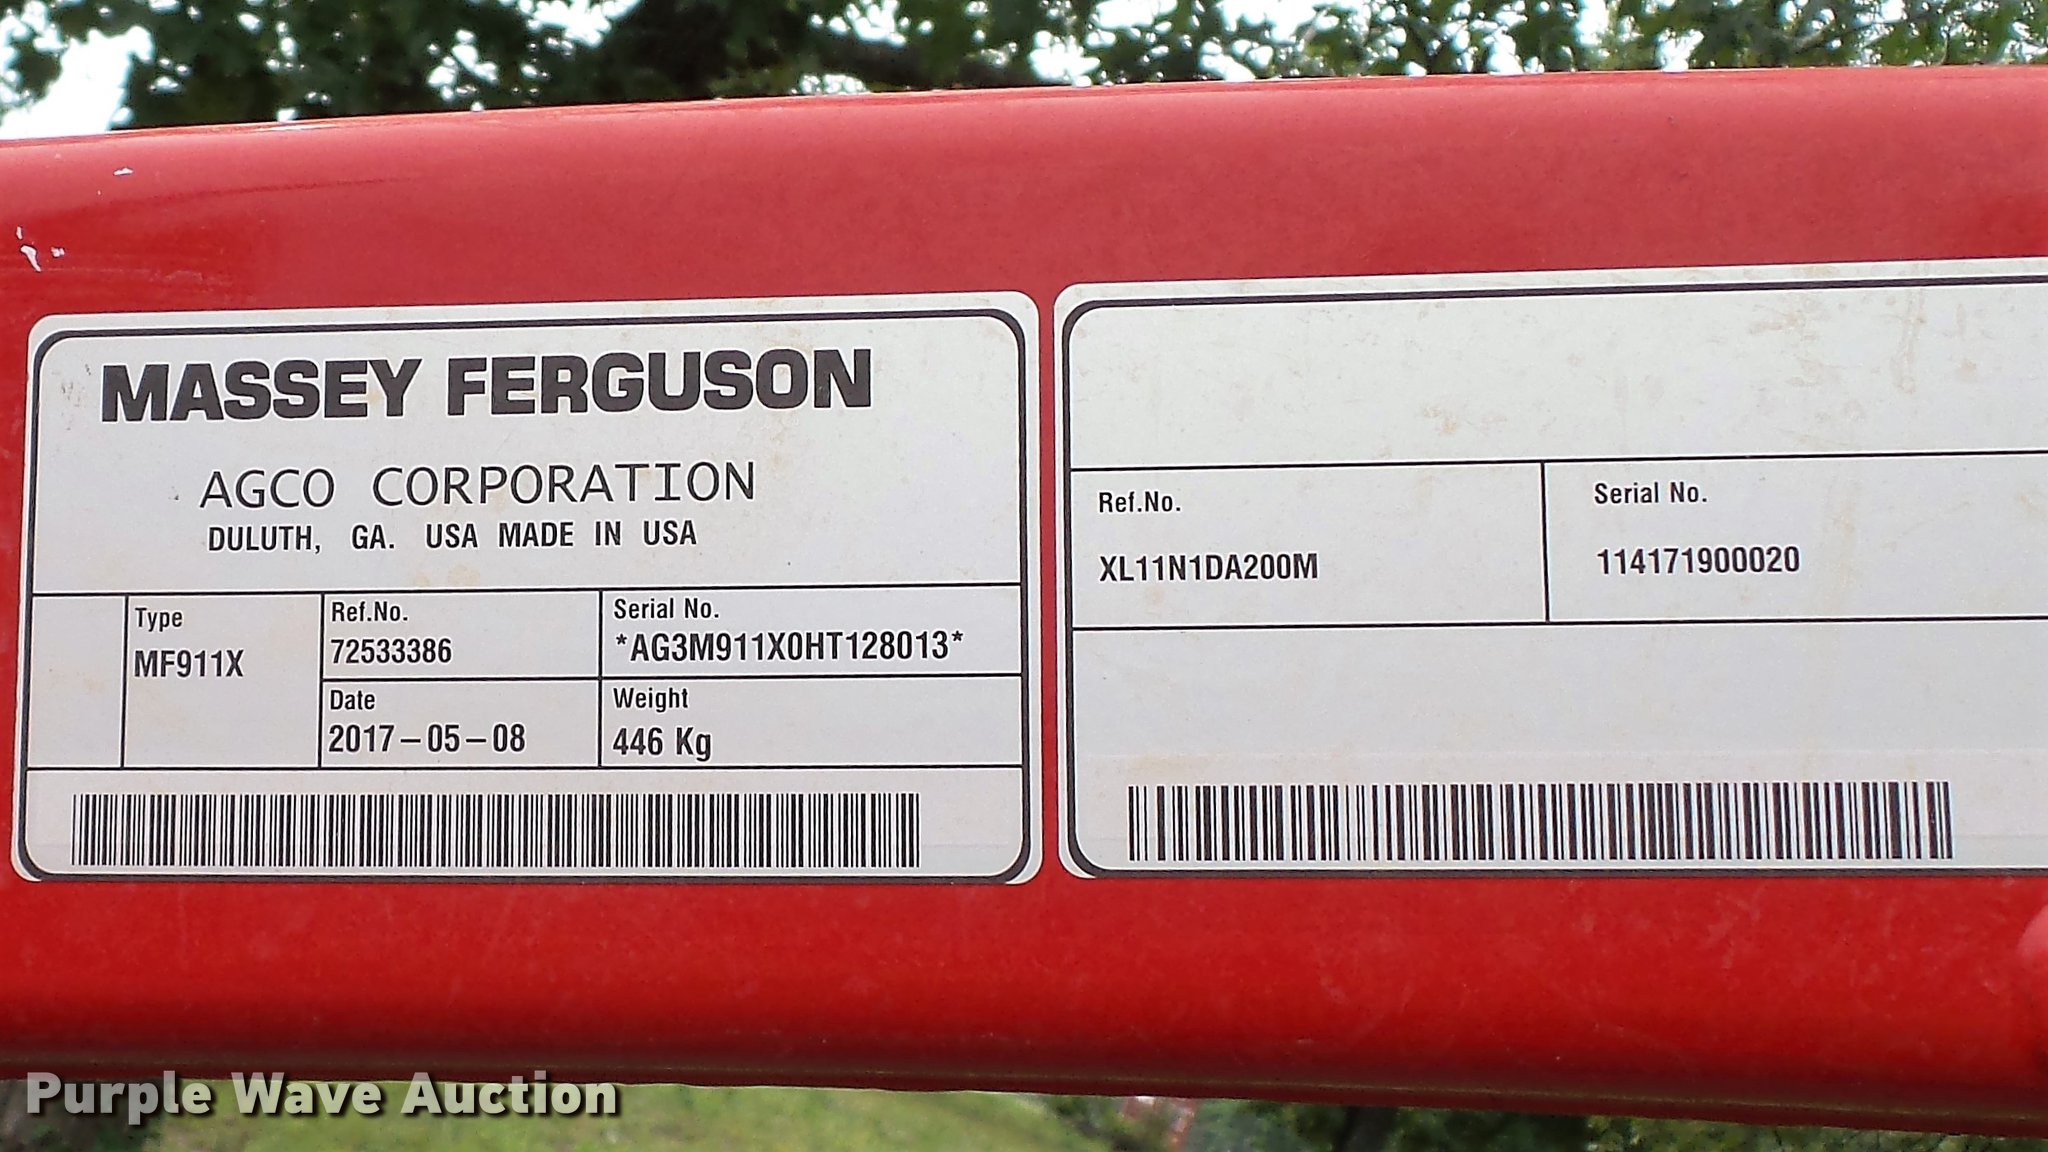 MASSEY FERGUSON
AGCO CORPORATION
DULUTH, GA. USA MADE IN USA
Type
MF911X
Ref.No.
72533386
Serial No.
*AG3M911X0HT128013*
Date
2017-05-08
Weight
446 Kg
Ref.No.
XL11N1DA200M
Serial No.
114171900020
Purple Wave Auction